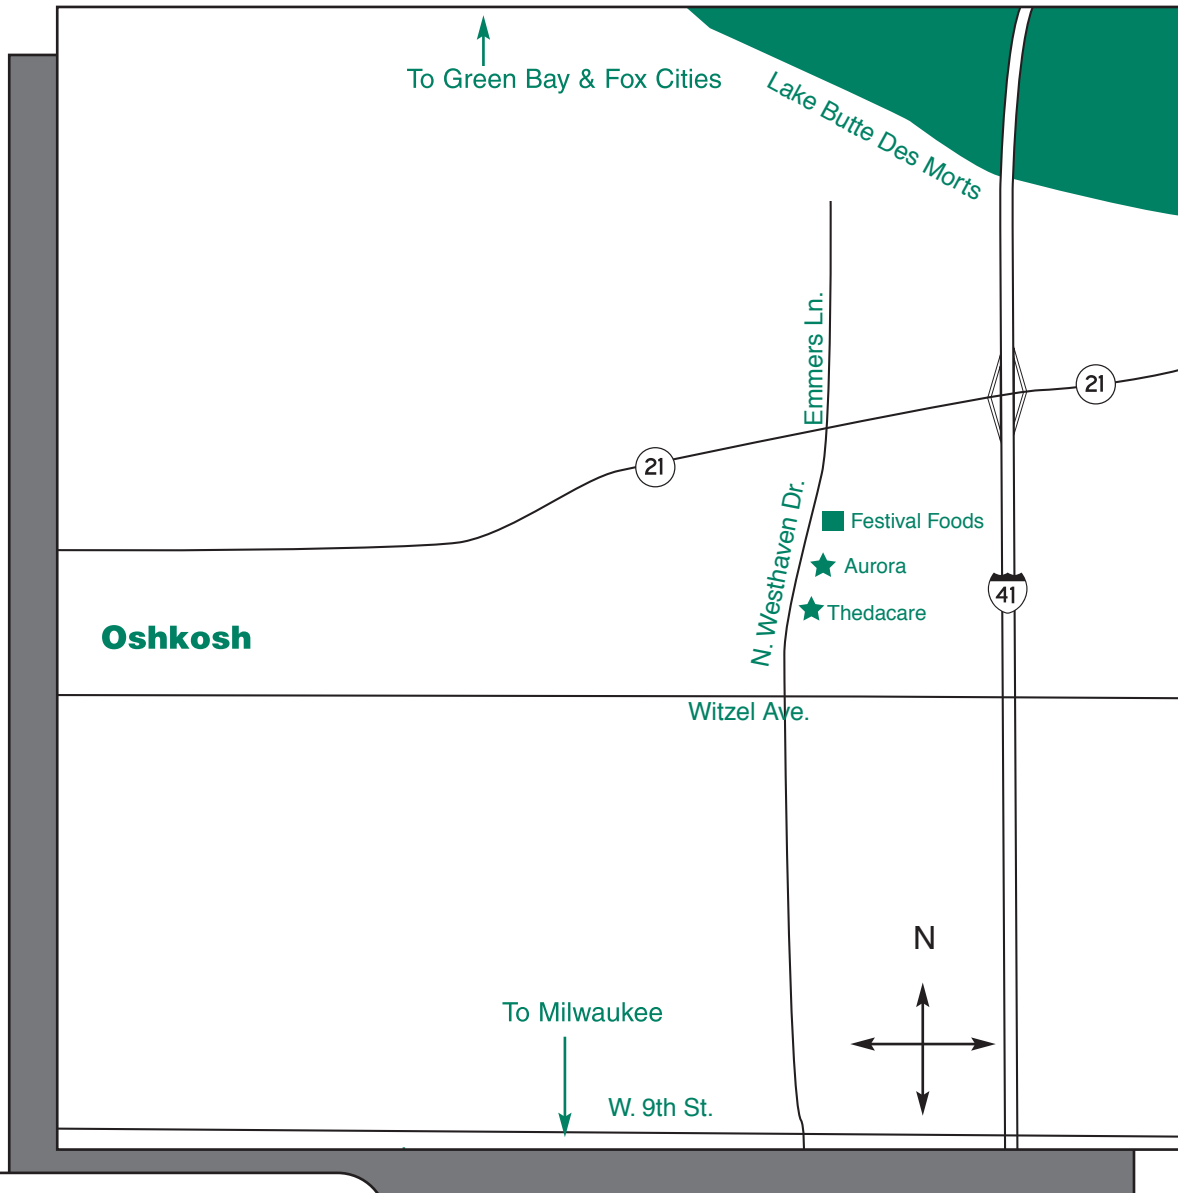 To Green Bay & Fox Cities
Lake Butte Des Morts
Emmers Ln.
21
21
N. Westhaven Dr.
Festival Foods
Aurora
41
Thedacare
Oshkosh
Witzel Ave.
N
To Milwaukee
W. 9th St.